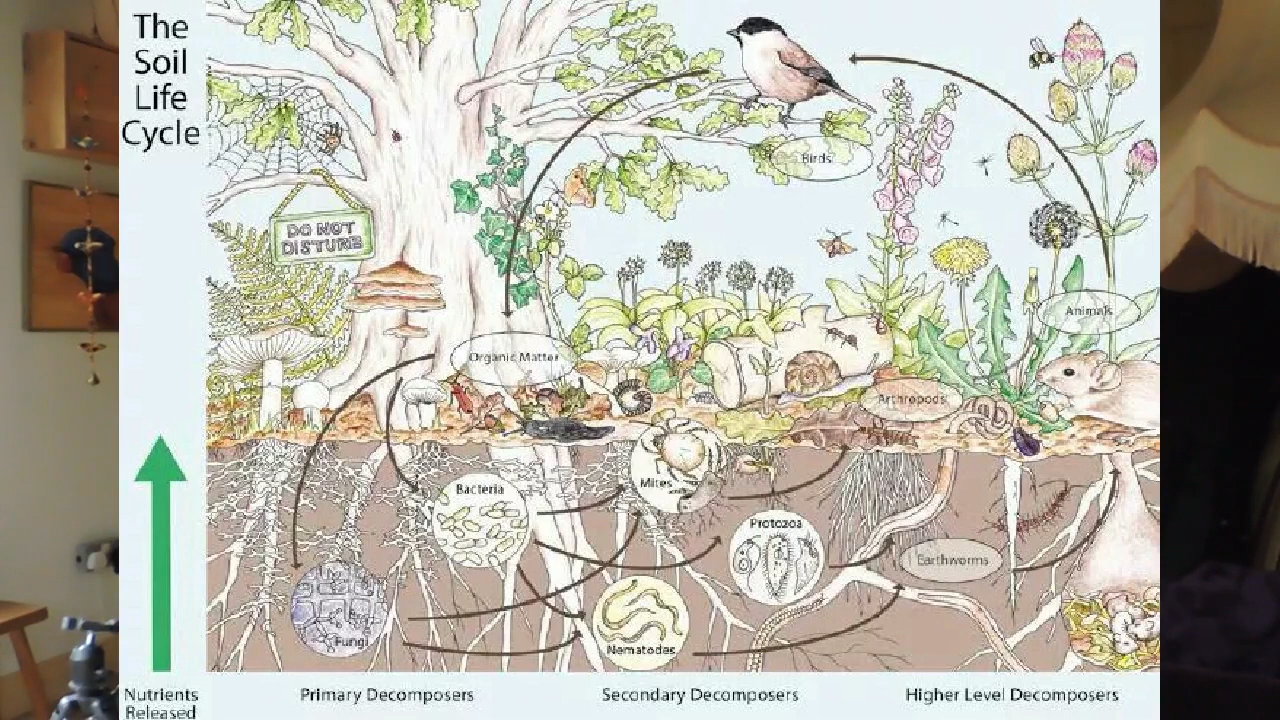 The
Soil
Life
Cycle
DO NOT
DISTURB
Birds
Animals
Organic Matter
Arthropods
Bacteria
Mites
Protozoa
Earthworms
Fungi
Nematodes
Nutrients
Released
Primary Decomposers
Secondary Decomposers
Higher Level Decomposers